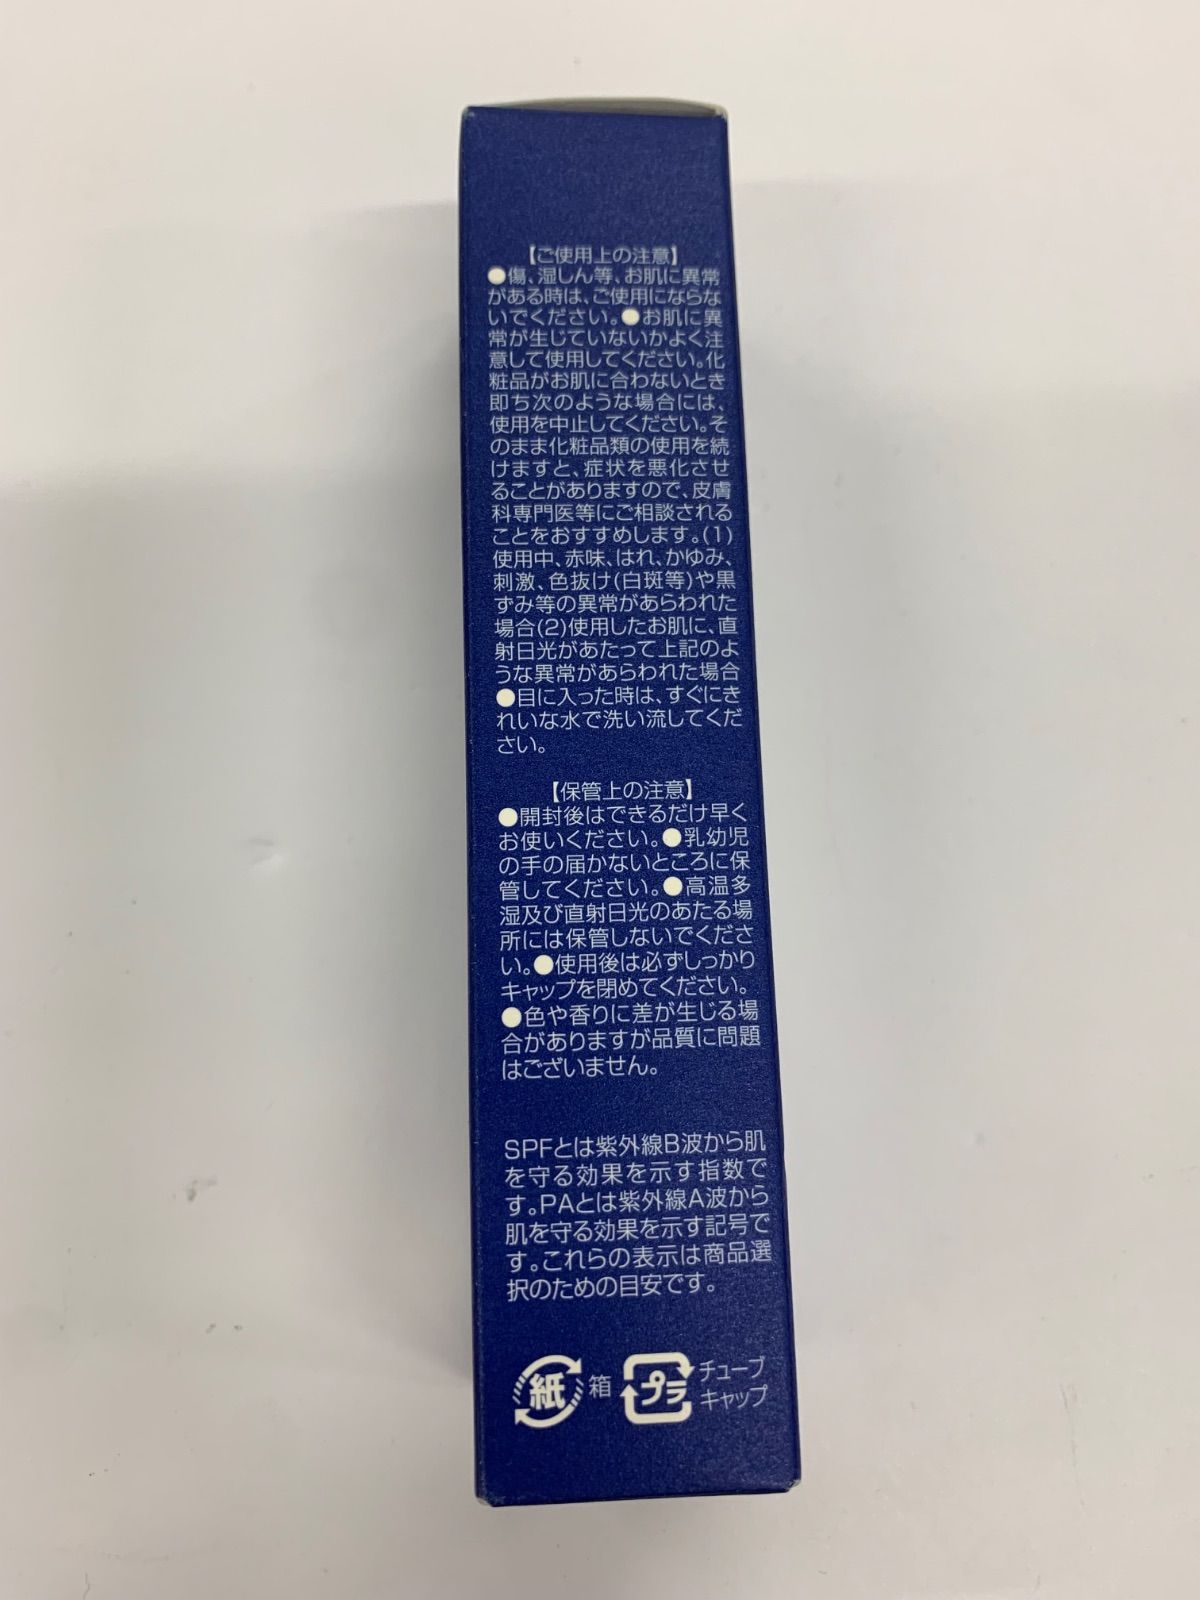 【ご使用上の注意】
●傷、湿しん等、お肌に異常
がある時は、ご使用にならな
いでください。●お肌に異
常が生じていないかよく注
意して使用してください。化
粧品がお肌に合わないとき
即ち次のような場合には、
使用を中止してください。そ
のまま化粧品類の使用を続
けますと、症状を悪化させ
ることがありますので、皮膚
科専門医等にご相談される
ことをおすすめします。(1)
使用中、赤味、はれ、かゆみ、
刺激、色抜け(白斑等)や黒
ずみ等の異常があらわれた
場合(2)使用したお肌に、直
射日光があたって上記のよ
うな異常があらわれた場合
●目に入った時は、すぐにき
れいな水で洗い流してくだ
さい。
【保管上の注意】
●開封後はできるだけ早く
お使いください。●乳幼児
の手の届かないところに保
管してください。●高温多
湿及び直射日光のあたる場
所には保管しないでくださ
い。●使用後は必ずしっかり
キャップを閉めてください。
●色や香りに差が生じる場
合がありますが品質に問題
はございません。
SPFとは紫外線B波から肌
を守る効果を示す指数で
す。PAとは紫外線A波から
肌を守る効果を示す記号で
す。これらの表示は商品選
択のための目安です。
紙 箱 プラ チューブ
キャップ